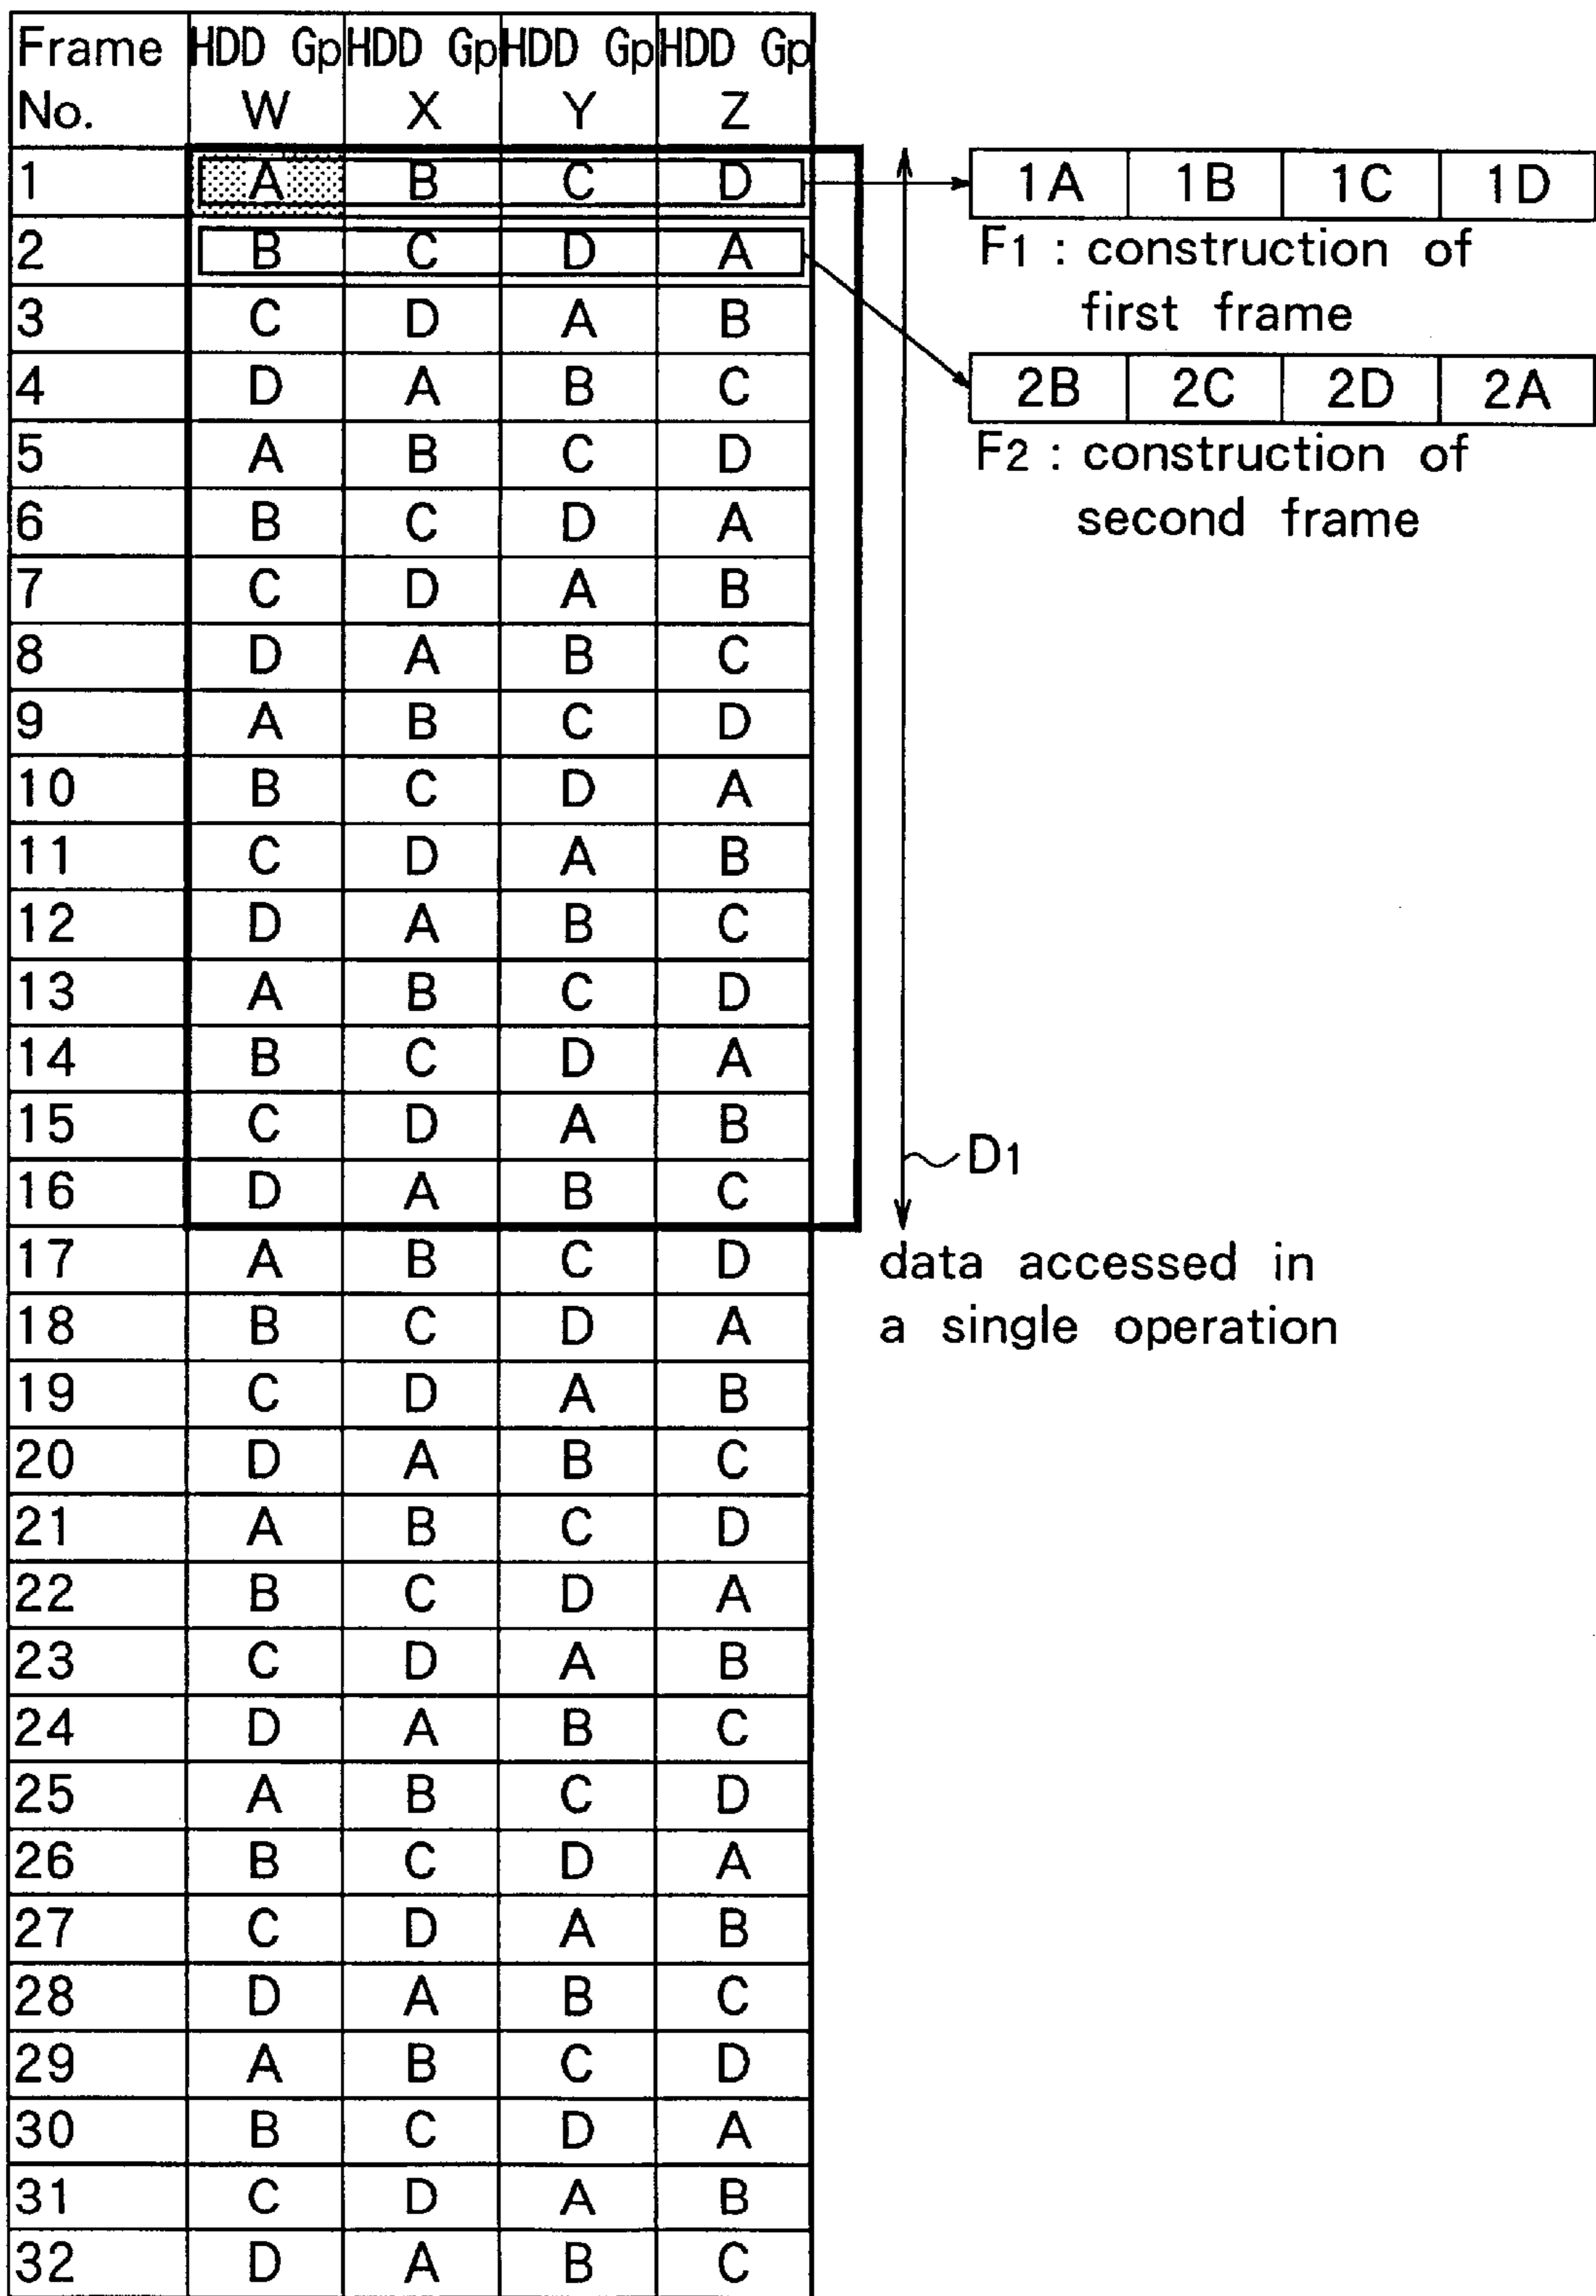 Frame HDD Gp HDD Gp HDD Gp HDD Gp
No. W X Y Z
1 A B C D 1A 1B 1C 1D
F1 : construction of
first frame
2 B C D A
3 C D A B
4 D A B C 2B 2C 2D 2A
F2 : construction of
second frame
5 A B C D
6 B C D A
7 C D A B
8 D A B C
9 A B C D
10 B C D A
11 C D A B
12 D A B C
13 A B C D
14 B C D A
15 C D A B
D1
16 D A B C
17 A B C D
data accessed in
18 B C D A
a single operation
19 C D A B
20 D A B C
21 A B C D
22 B C D A
23 C D A B
24 D A B C
25 A B C D
26 B C D A
27 C D A B
28 D A B C
29 A B C D
30 B C D A
31 C D A B
32 D A B C